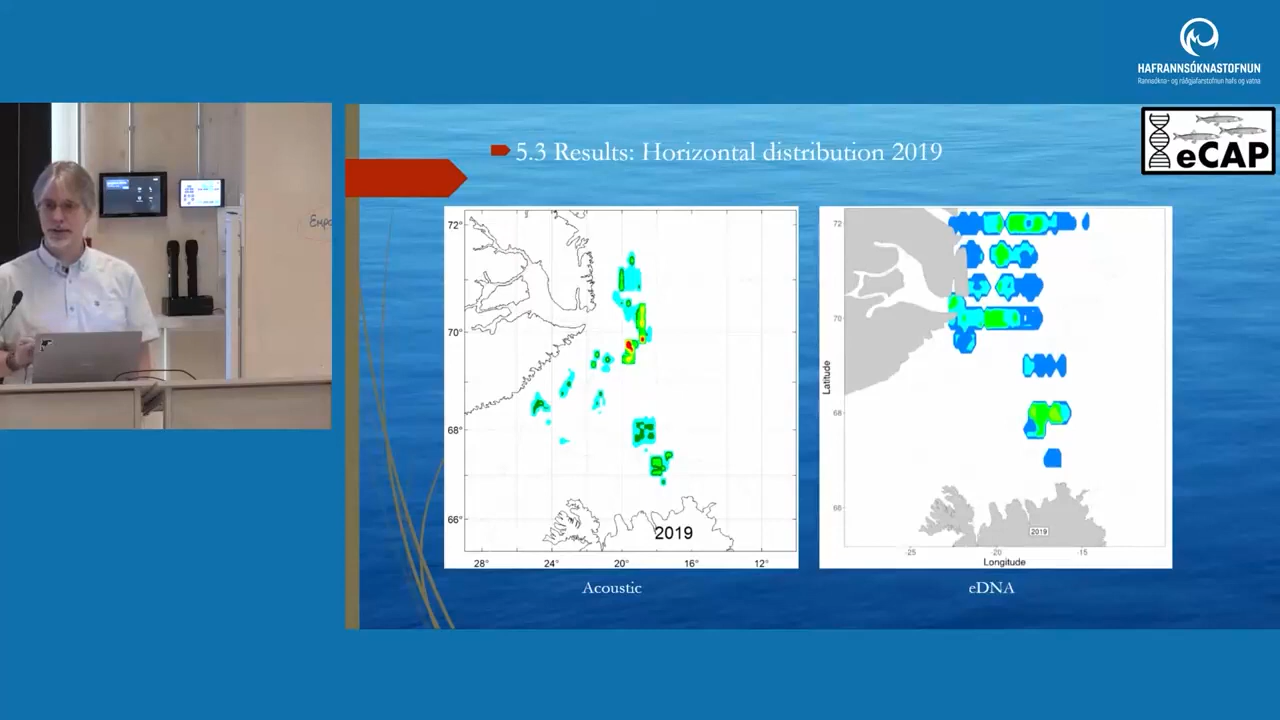 HAFRANNSÓKNASTOFNUN
Rannsókna- og ráðgjafarstofnun hafs og vatna
5.3 Results: Horizontal distribution 2019
eCAP
72°
70°
68°
66°
2019
28°
24°
20°
16°
12°
Acoustic
72
70
68
66
Latitude
2019
-25
-20
-15
Longitude
eDNA